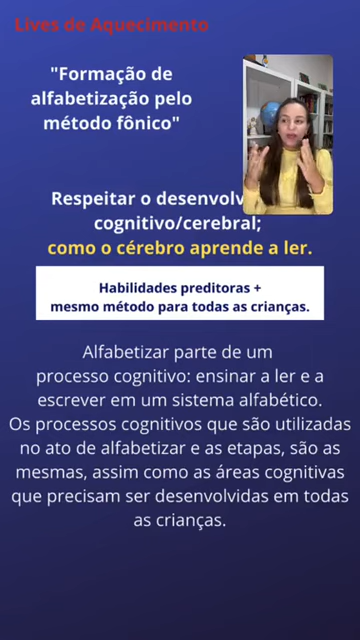 Lives de Aquecimento
"Formação de
alfabetização pelo
método fônico"
Respeitar o desenvolv
cognitivo/cerebral;
como o cérebro aprende a ler.
Habilidades preditoras +
mesmo método para todas as crianças.
Alfabetizar parte de um
processo cognitivo: ensinar a ler e a
escrever em um sistema alfabético.
Os processos cognitivos que são utilizadas
no ato de alfabetizar e as etapas, são as
mesmas, assim como as áreas cognitivas
que precisam ser desenvolvidas em todas
as crianças.